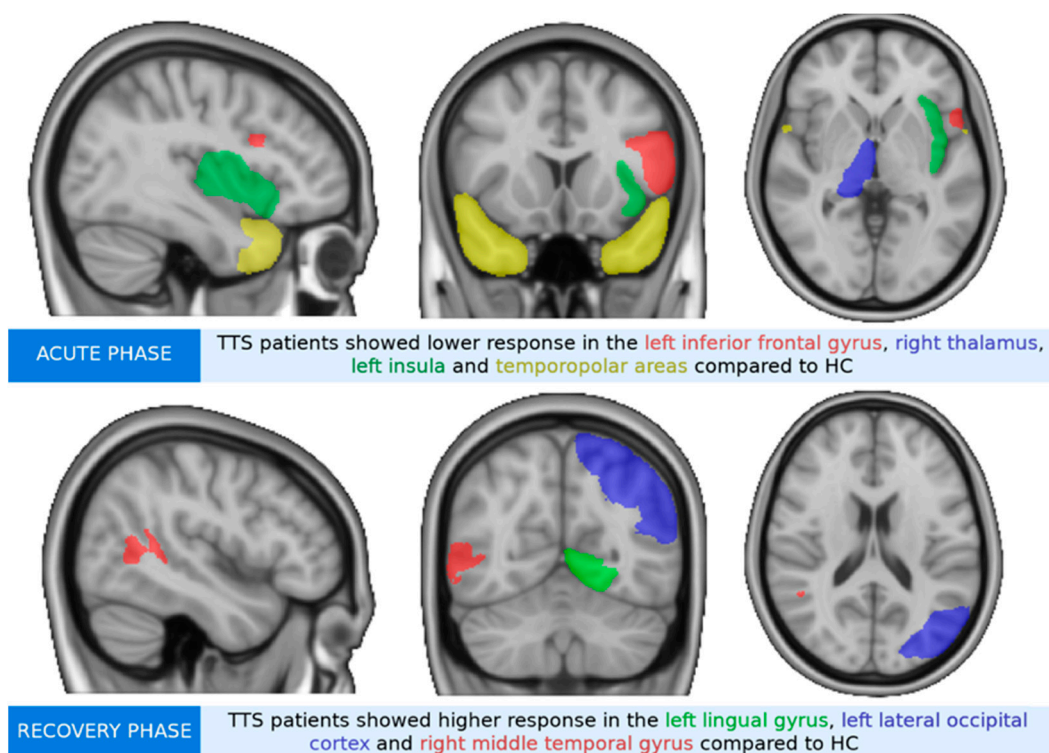 ACUTE PHASE
TTS patients showed lower response in the left inferior frontal gyrus, right thalamus,
left insula and temporopolar areas compared to HC
RECOVERY PHASE
TTS patients showed higher response in the left lingual gyrus, left lateral occipital
cortex and right middle temporal gyrus compared to HC